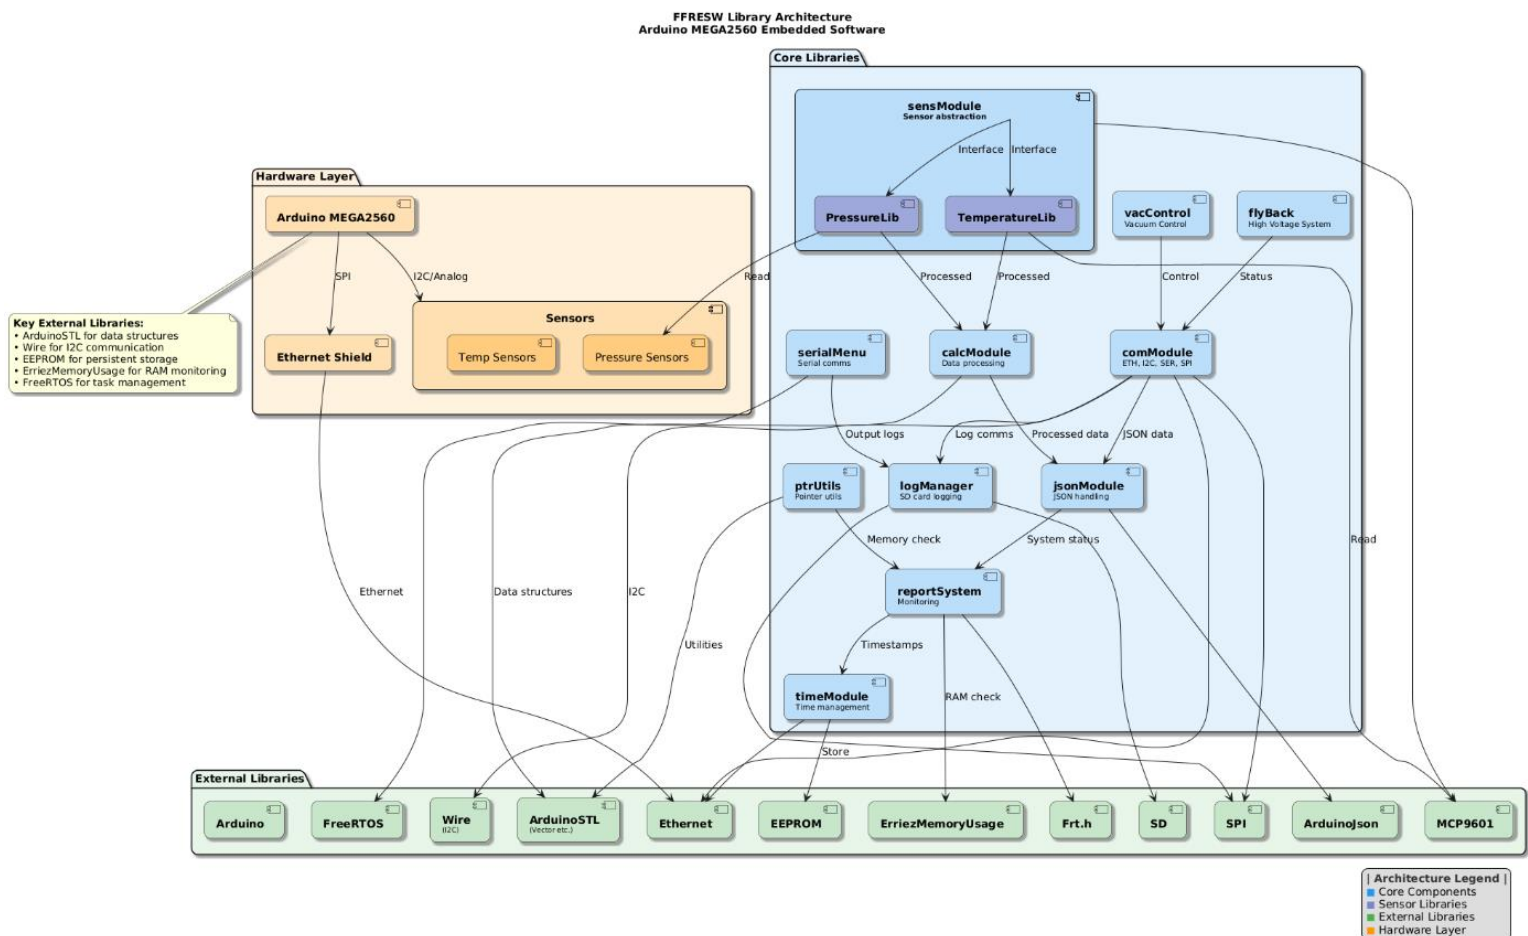 FFRESW Library Architecture
Arduino MEGA2560 Embedded Software
Core Libraries
sensModule
Sensor abstraction
Interface
Interface
PressureLib
TemperatureLib
vacControl
Vacuum Control
flyBack
High Voltage System
Hardware Layer
Arduino MEGA2560
SPI
I2C/Analog
Read
Processed
Processed
Control
Status
Key External Libraries:
• ArduinoSTL for data structures
• Wire for I2C communication
• EEPROM for persistent storage
• ErriezMemoryUsage for RAM monitoring
• FreeRTOS for task management
Ethernet Shield
Sensors
Temp Sensors
Pressure Sensors
serialMenu
Serial comms
calcModule
Data processing
comModule
ETH, I2C, SER, SPI
Output logs
Log comms
Processed data
JSON data
ptrUtils
Pointer utils
logManager
SD card logging
jsonModule
JSON handling
Memory check
System status
Read
Ethernet
Data structures
I2C
reportSystem
Monitoring
Utilities
Timestamps
timeModule
Time management
RAM check
Store
External Libraries
Arduino
FreeRTOS
Wire
(I2C)
ArduinoSTL
(Vector etc.)
Ethernet
EEPROM
ErriezMemoryUsage
Frt.h
SD
SPI
ArduinoJson
MCP9601
| Architecture Legend |
Core Components
Sensor Libraries
External Libraries
Hardware Layer